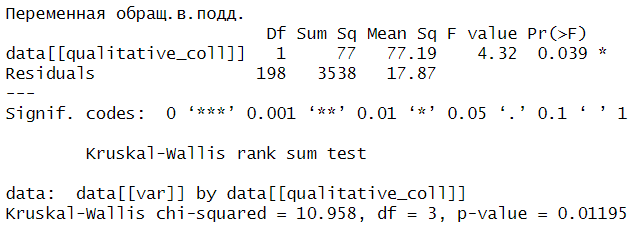 Переменная обращ.в.подд.
Df Sum Sq Mean Sq F value Pr(>F)
data[[qualitative_coll]] 1 77 77.19 4.32 0.039 *
Residuals 198 3538 17.87
---
Signif. codes: 0 ‘***’ 0.001 ‘**’ 0.01 ‘*’ 0.05 ‘.’ 0.1 ‘ ’ 1
Kruskal-Wallis rank sum test
data: data[[var]] by data[[qualitative_coll]]
Kruskal-Wallis chi-squared = 10.958, df = 3, p-value = 0.01195